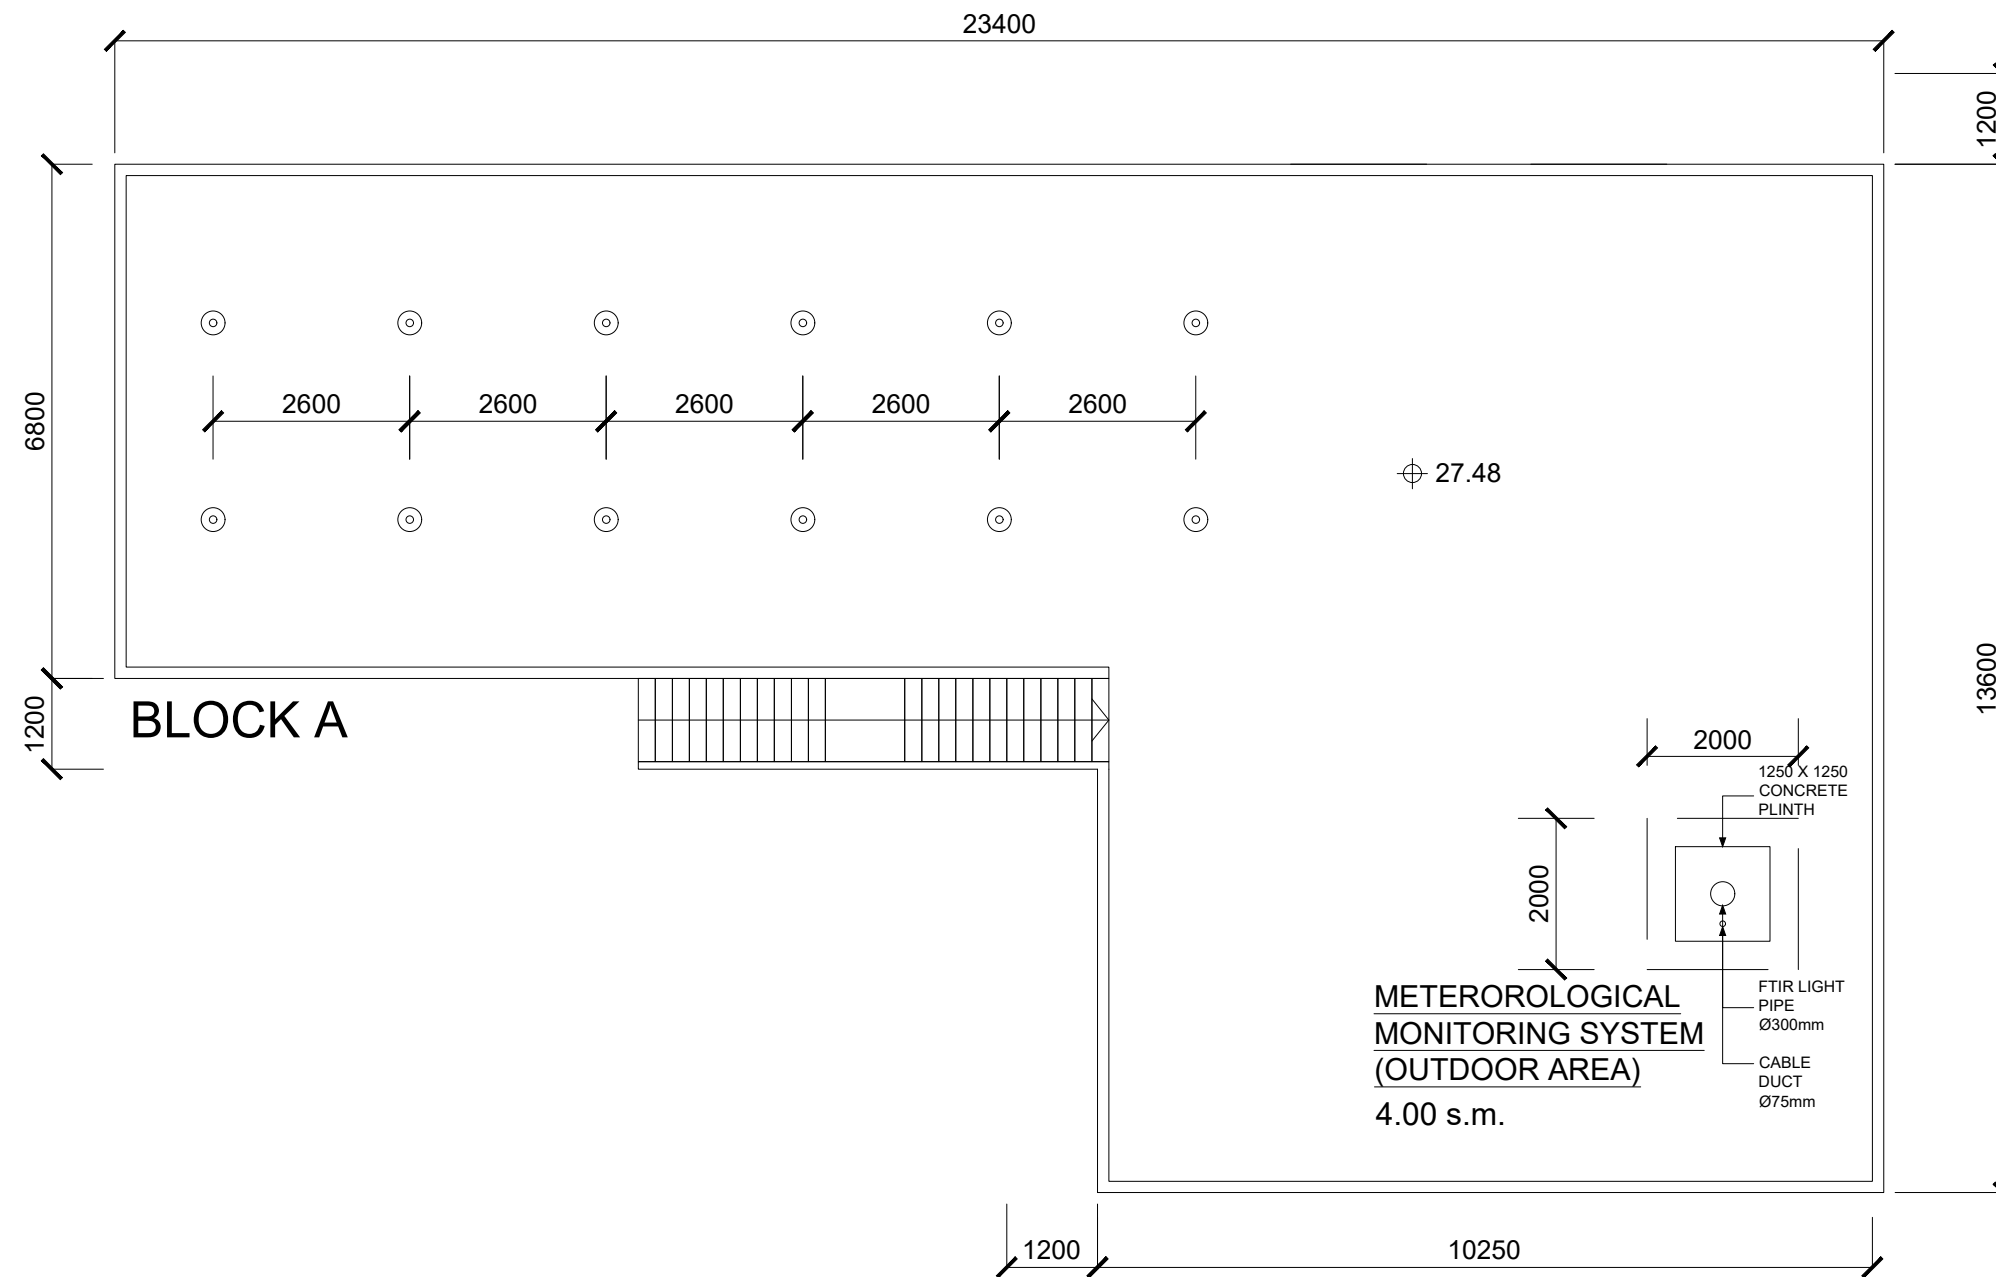 23400
1200
6800
2600
2600
2600
2600
2600
27.48
1200
BLOCK A
13600
2000
1250 X 1250
CONCRETE
PLINTH
2000
METEROROLOGICAL
MONITORING SYSTEM
(OUTDOOR AREA)
4.00 s.m.
FTIR LIGHT
PIPE
Ø300mm
CABLE
DUCT
Ø75mm
1200
10250